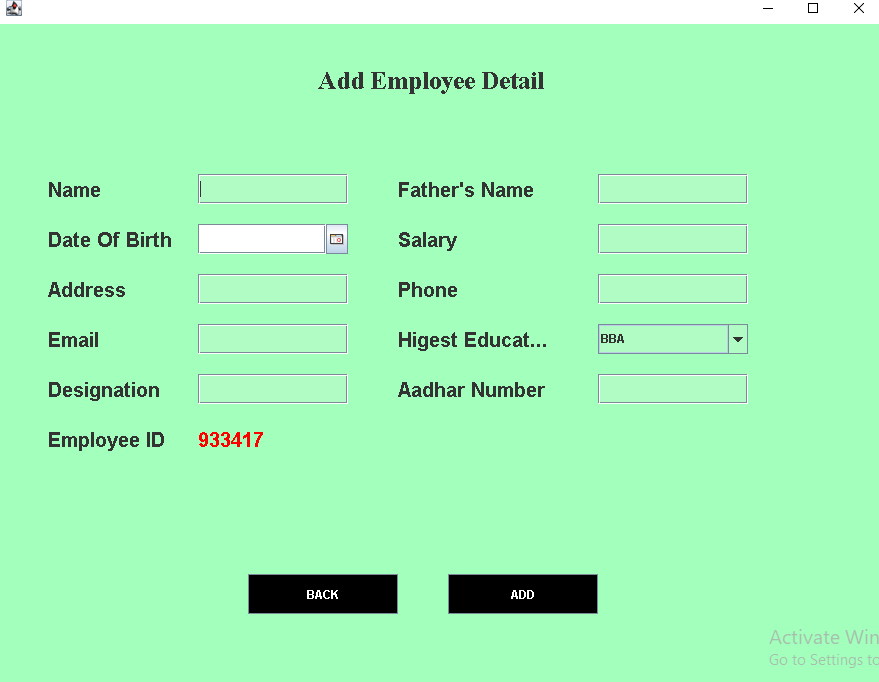 Add Employee Detail
Name
Father's Name
Date Of Birth
Salary
Address
Phone
Email
Higest Educat...
BBA
Designation
Aadhar Number
Employee ID 933417
BACK
ADD
Activate Win
Go to Settings to